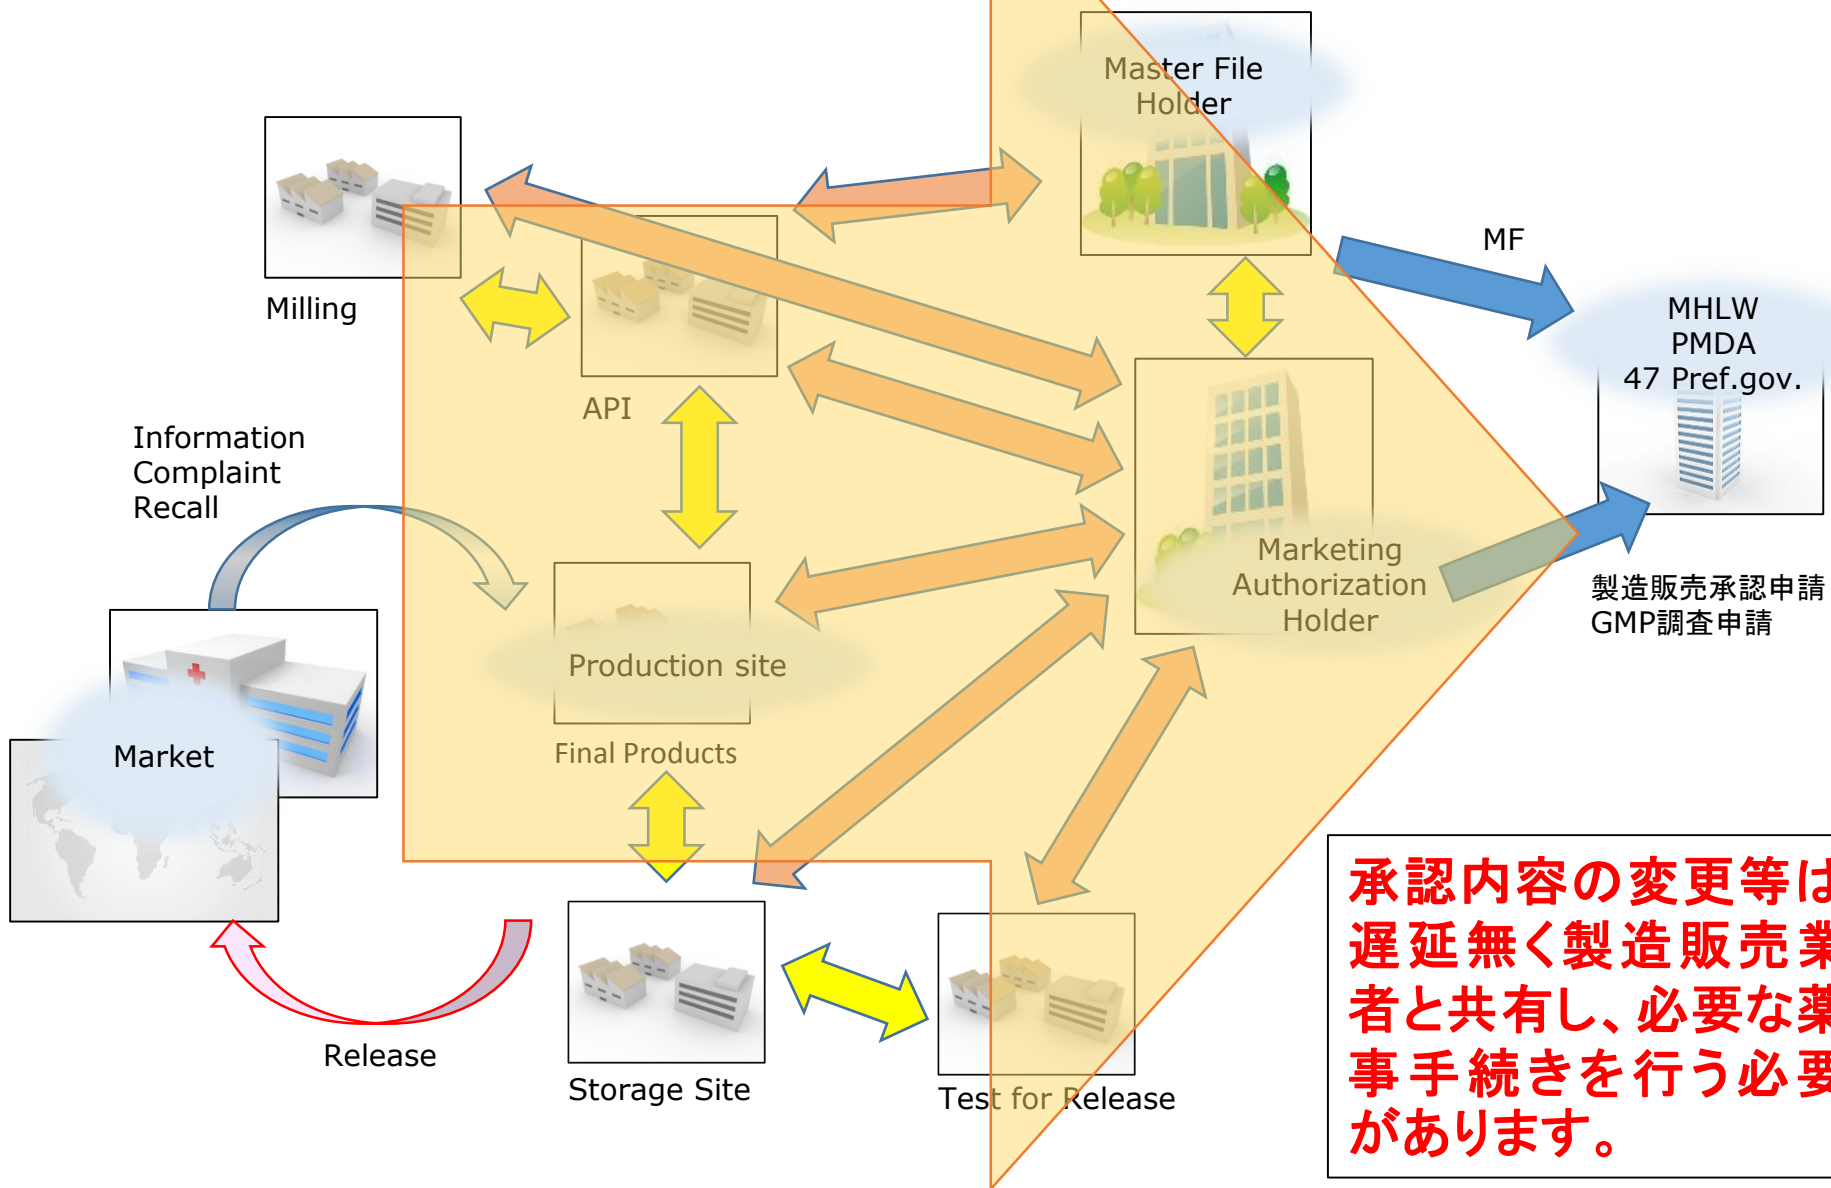 Master File
Holder
MF
Milling
MHLW
PMDA
47 Pref.gov.
API
Information
Complaint
Recall
Marketing
Authorization
Holder
製造販売承認申請
GMP調査申請
Production site
Final Products
Market
承認内容の変更等は
遅延無く製造販売業
者と共有し、必要な薬
事手続きを行う必要
があります。
Release
Storage Site
Test for Release